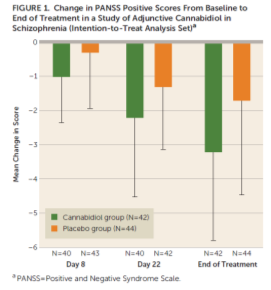 FIGURE 1. Change in PANSS Positive Scores From Baseline to
End of Treatment in a Study of Adjunctive Cannabidiol in
Schizophrenia (Intention-to-Treat Analysis Set)a
0
−1
−2
−3
−4
−5
−6
Mean Change in Score
Cannabidiol group (N=42)
Placebo group (N=44)
N=40 N=43 N=40 N=42 N=42 N=44
Day 8 Day 22 End of Treatment
a PANSS=Positive and Negative Syndrome Scale.